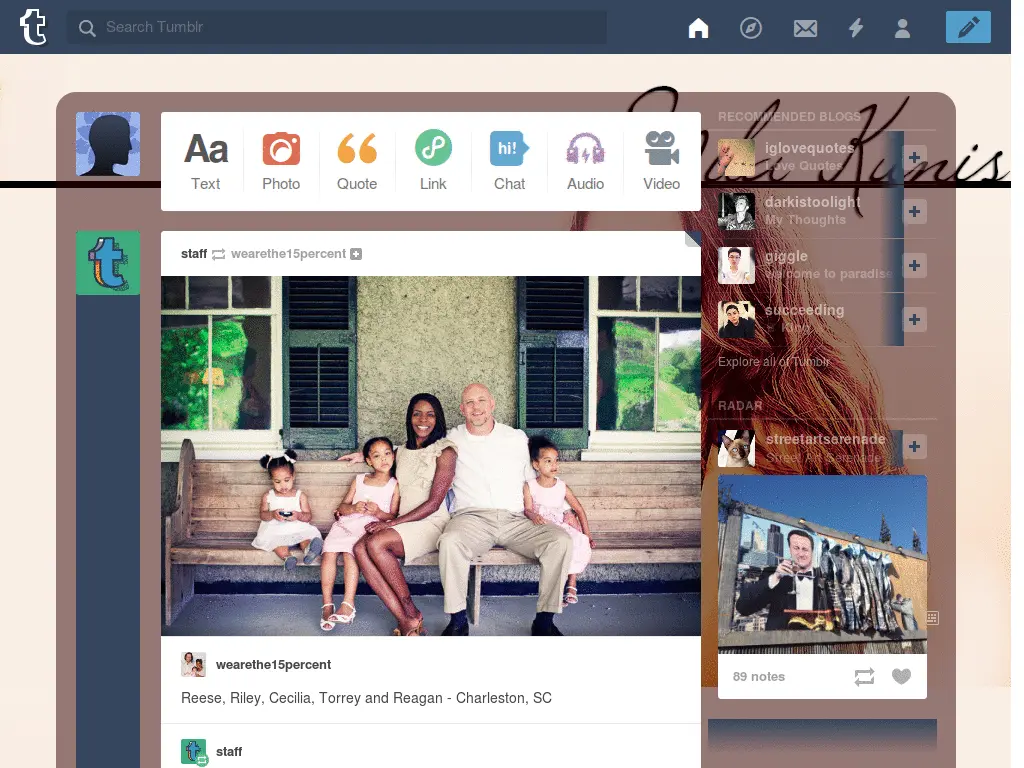 Search Tumblr
Aa
Text
Photo
Quote
Link
hi!
Chat
Audio
Video
staff wearethe15percent
wearethe15percent
Reese, Riley, Cecilia, Torrey and Reagan - Charleston, SC
staff
Kunis
RECOMMENDED BLOGS
iglovequotes
Love Quotes
darkistoolight
My Thoughts
giggle
welcome to paradise
succeeding
King
Explore all of Tumblr
RADAR
streetartserenade
Street Art Serenade
89 notes